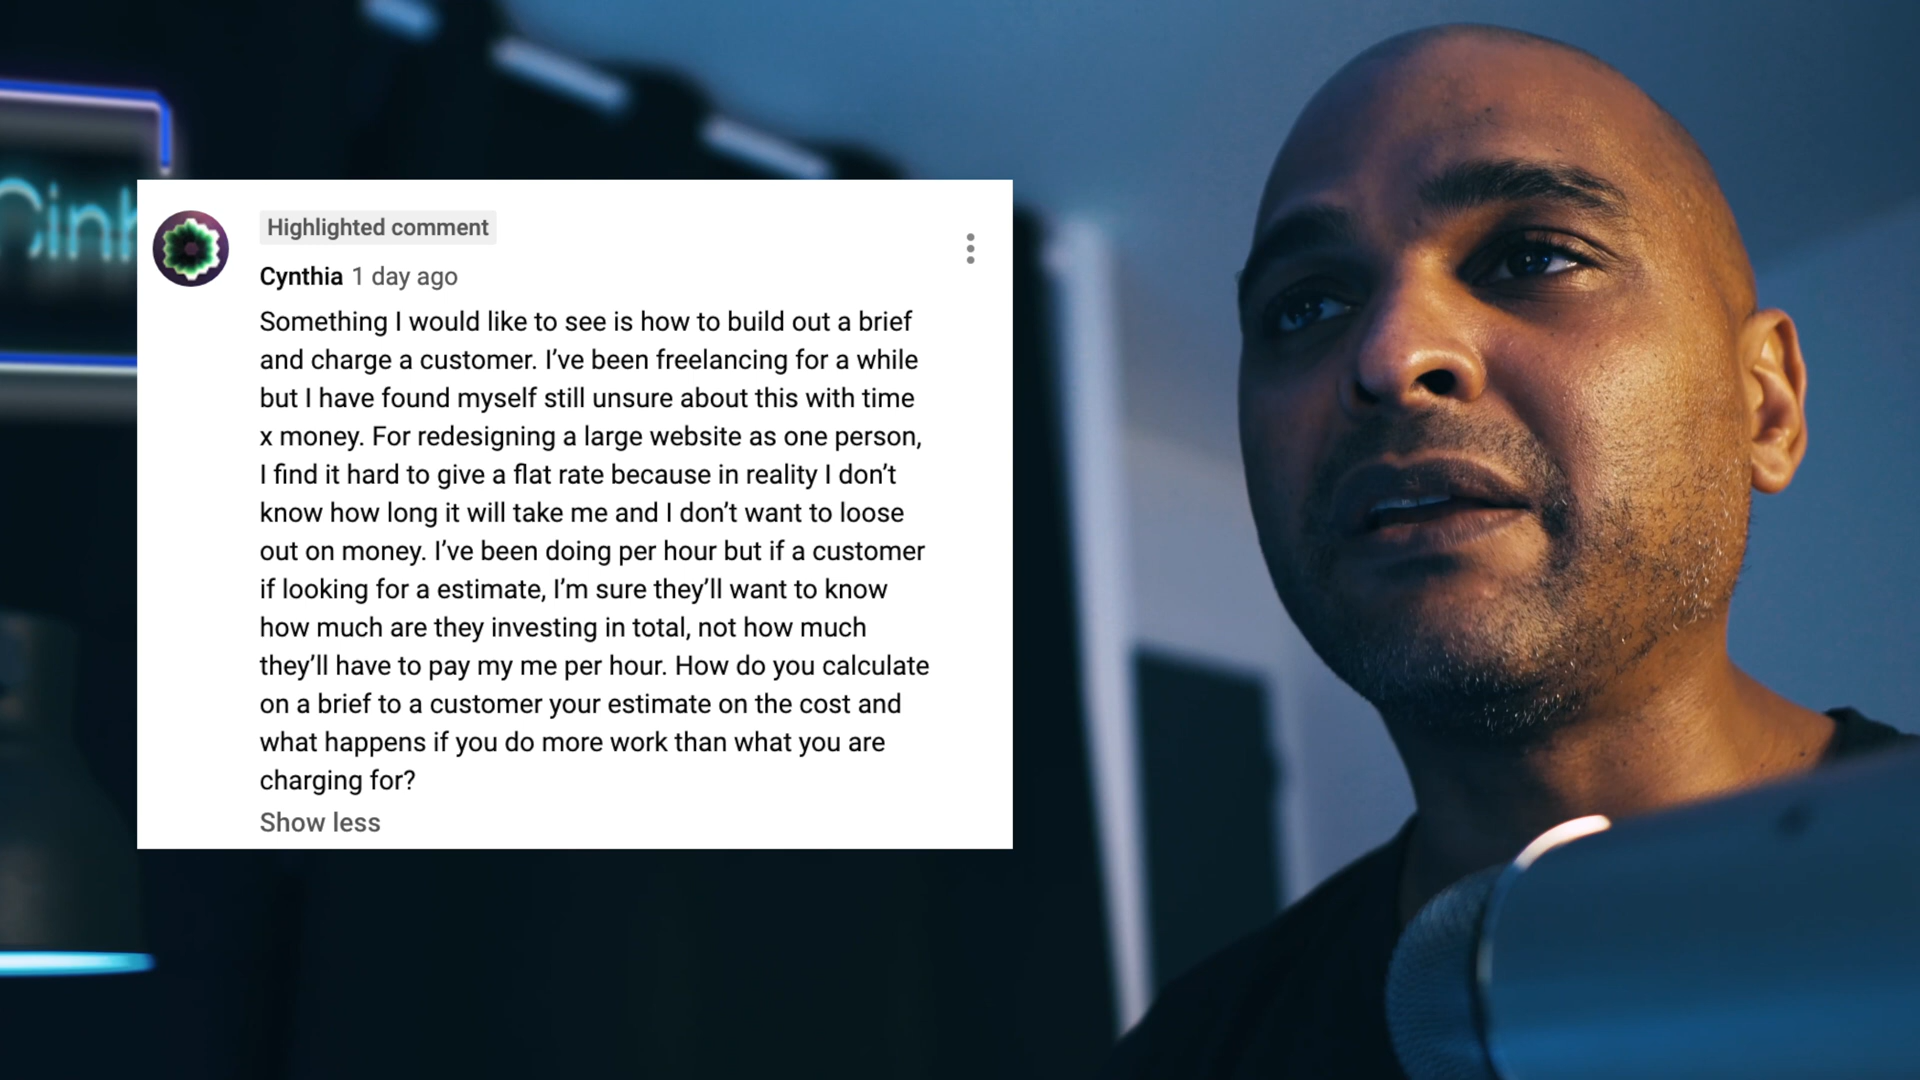 Highlighted comment
Cynthia 1 day ago
Something I would like to see is how to build out a brief
and charge a customer. I’ve been freelancing for a while
but I have found myself still unsure about this with time
x money. For redesigning a large website as one person,
I find it hard to give a flat rate because in reality I don’t
know how long it will take me and I don’t want to loose
out on money. I’ve been doing per hour but if a customer
if looking for a estimate, I’m sure they’ll want to know
how much are they investing in total, not how much
they’ll have to pay my me per hour. How do you calculate
on a brief to a customer your estimate on the cost and
what happens if you do more work than what you are
charging for?
Show less